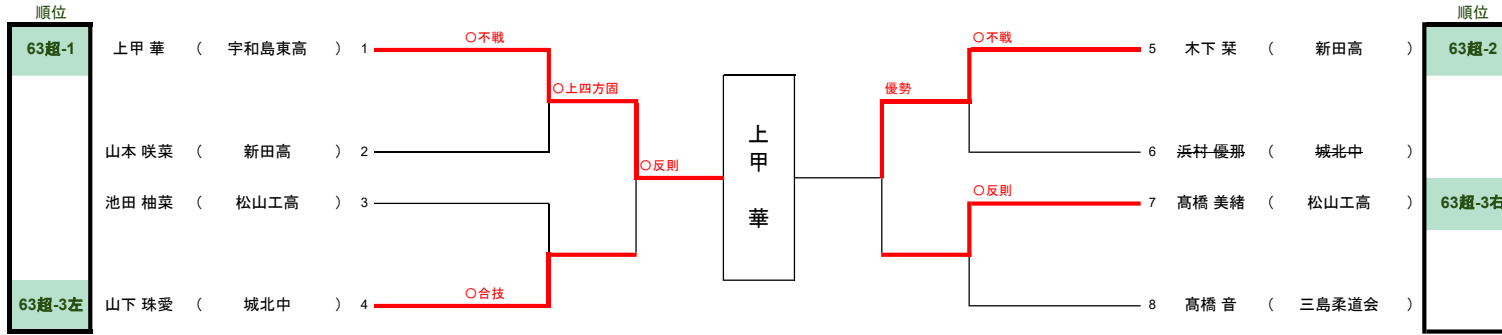 順位
順位
63超-1 上甲 華 （ 宇和島東高 ） 1 〇不戦
〇不戦 5 木下 栞 （ 新田高 ） 63超-2
〇上四方固
優勢
山本 咲菜 （ 新田高 ） 2
上甲 華
6 浜村 優那 （ 城北中 ）
〇反則
池田 柚菜 （ 松山工高 ） 3
〇反則 7 髙橋 美緒 （ 松山工高 ） 63超-3右
63超-3左 山下 珠愛 （ 城北中 ） 4 〇合技
8 髙橋 音 （ 三島柔道会 ）